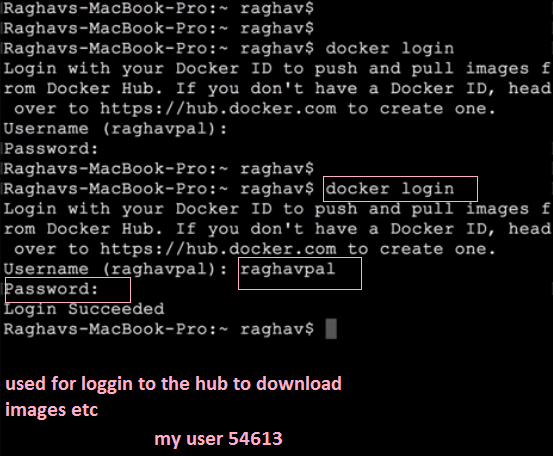 Raghavs-MacBook-Pro:~ raghav$
Raghavs-MacBook-Pro:~ raghav$
Raghavs-MacBook-Pro:~ raghav$ docker login
Login with your Docker ID to push and pull images f
rom Docker Hub. If you don't have a Docker ID, head
over to https://hub.docker.com to create one.
Username (raghavpal):
Password:
Raghavs-MacBook-Pro:~ raghav$
Raghavs-MacBook-Pro:~ raghav$ docker login
Login with your Docker ID to push and pull images f
rom Docker Hub. If you don't have a Docker ID, head
over to https://hub.docker.com to create one.
Username (raghavpal): raghavpal
Password:
Login Succeeded
Raghavs-MacBook-Pro:~ raghav$
used for loggin to the hub to download
images etc
my user 54613